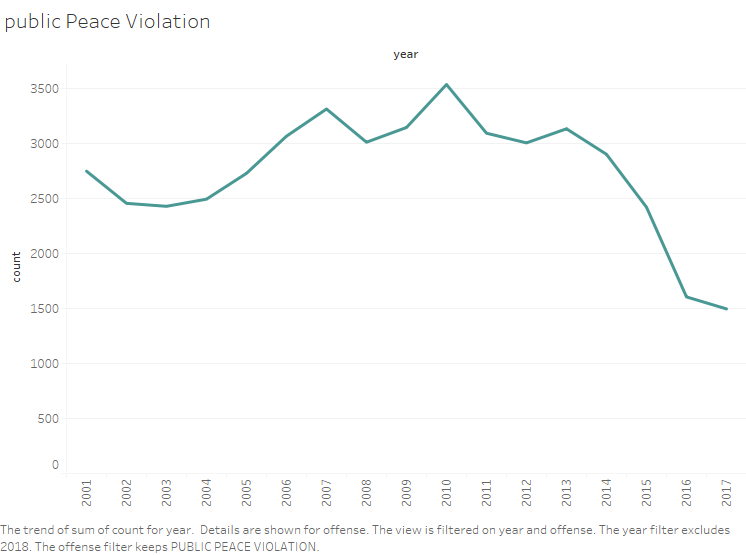 public Peace Violation
year
3500
3000
2500
2000
1500
1000
500
0
count
2001 2002 2003 2004 2005 2006 2007 2008 2009 2010 2011 2012 2013 2014 2015 2016 2017
The trend of sum of count for year.  Details are shown for offense. The view is filtered on year and offense. The year filter excludes
2018. The offense filter keeps PUBLIC PEACE VIOLATION.